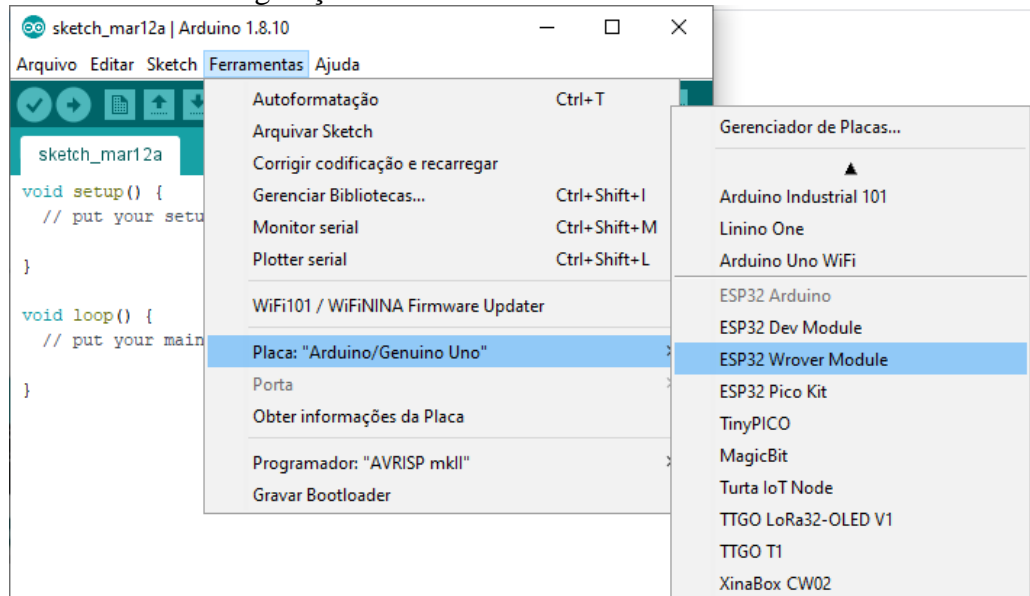 sketch_mar12a | Arduino 1.8.10
Arquivo Editar Sketch Ferramentas Ajuda
Autoformatação Ctrl+T
Arquivar Sketch
Corrigir codificação e recarregar
Gerenciar Bibliotecas... Ctrl+Shift+I
Monitor serial Ctrl+Shift+M
Plotter serial Ctrl+Shift+L
WiFi101 / WiFiNINA Firmware Updater
Placa: "Arduino/Genuino Uno"
Porta
Obter informações da Placa
Programador: "AVRISP mkII"
Gravar Bootloader
sketch_mar12a
void setup() {
// put your setu
}
void loop() {
// put your main
}
Gerenciador de Placas...
Arduino Industrial 101
Linino One
Arduino Uno WiFi
ESP32 Arduino
ESP32 Dev Module
ESP32 Wrover Module
ESP32 Pico Kit
TinyPICO
MagicBit
Turta IoT Node
TTGO LoRa32-OLED V1
TTGO T1
XinaBox CW02